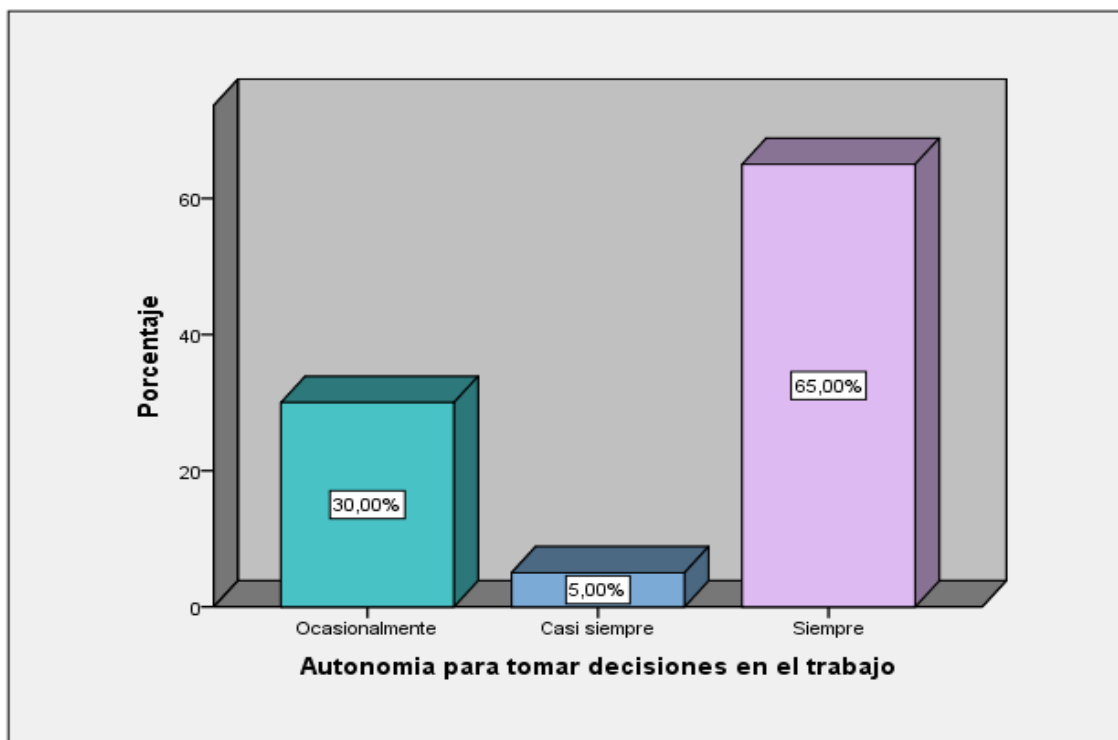 Porcentaje
60
40
20
0
30,00%
5,00%
65,00%
Ocasionalmente
Casi siempre
Siempre
Autonomia para tomar decisiones en el trabajo